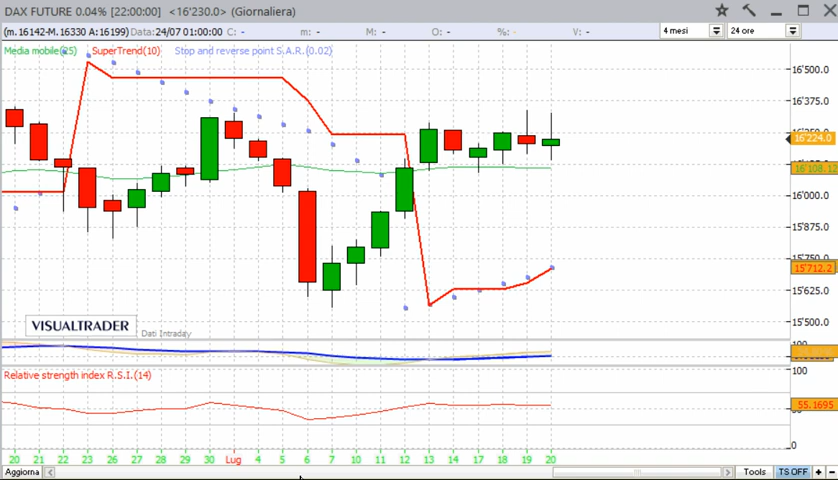 DAX FUTURE 0.04% [22:00:00] <16'230.0> (Giornaliera)
(m.16142-M.16330 A:16199) Data:24/07 01:00:00 C: - m: - M: - O: - %: - V: - 4 mesi 24 ore
Media mobile(25) SuperTrend(10) Stop and reverse point S.A.R.(0.02)
16'500.0
16'375.0
16'224.0
16'108.12
16'000.0
15'875.0
15'750.0
15'712.2
15'625.0
15'500.0
VISUALTRADER
Dati Intraday
100
Relative strength index R.S.I.(14)
100
55.1695
0
20 21 22 23 26 27 28 29 30 Lug 4 5 6 7 10 11 12 13 14 17 18 19 20
Aggiorna Tools TS OFF